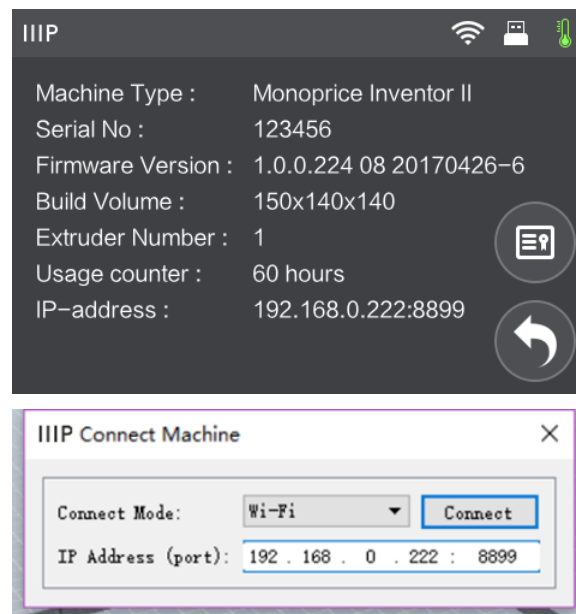 IIIP
Machine Type : Monoprice Inventor II
Serial No : 123456
Firmware Version : 1.0.0.224 08 20170426-6
Build Volume : 150x140x140
Extruder Number : 1
Usage counter : 60 hours
IP-address : 192.168.0.222:8899
IIIP Connect Machine
Connect Mode: Wi-Fi Connect
IP Address (port): 192 . 168 . 0 . 222 : 8899